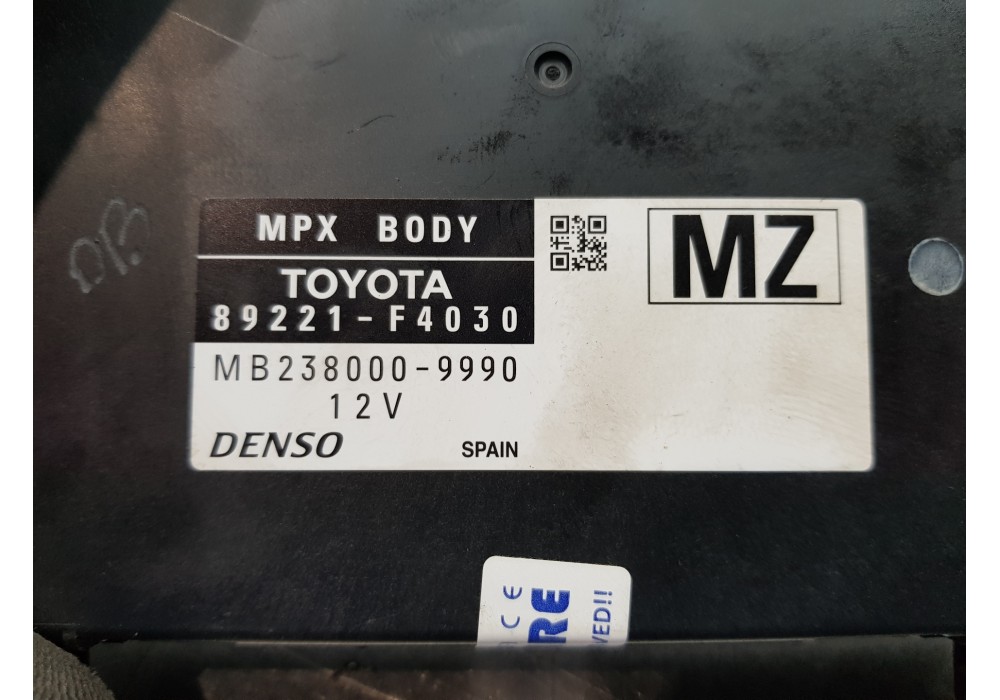 MPX BODY
TOYOTA
89221-F4030
MB238000-9990
12V
DENSO
SPAIN
MZ